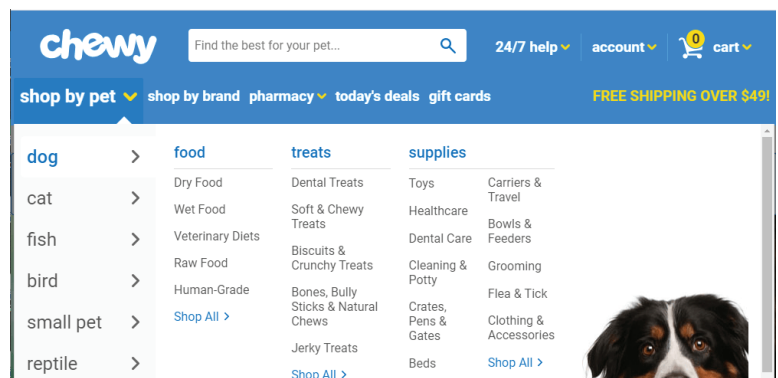 chewy
Find the best for your pet...
24/7 help
account
0
cart
shop by pet
shop by brand
pharmacy
today's deals
gift cards
FREE SHIPPING OVER $49!
dog
cat
fish
bird
small pet
reptile
food
Dry Food
Wet Food
Veterinary Diets
Raw Food
Human-Grade
Shop All >
treats
Dental Treats
Soft & Chewy
Treats
Biscuits &
Crunchy Treats
Bones, Bully
Sticks & Natural
Chews
Jerky Treats
Shop All >
supplies
Toys
Healthcare
Dental Care
Cleaning &
Potty
Crates,
Pens &
Gates
Beds
Carriers &
Travel
Bowls &
Feeders
Grooming
Flea & Tick
Clothing &
Accessories
Shop All >